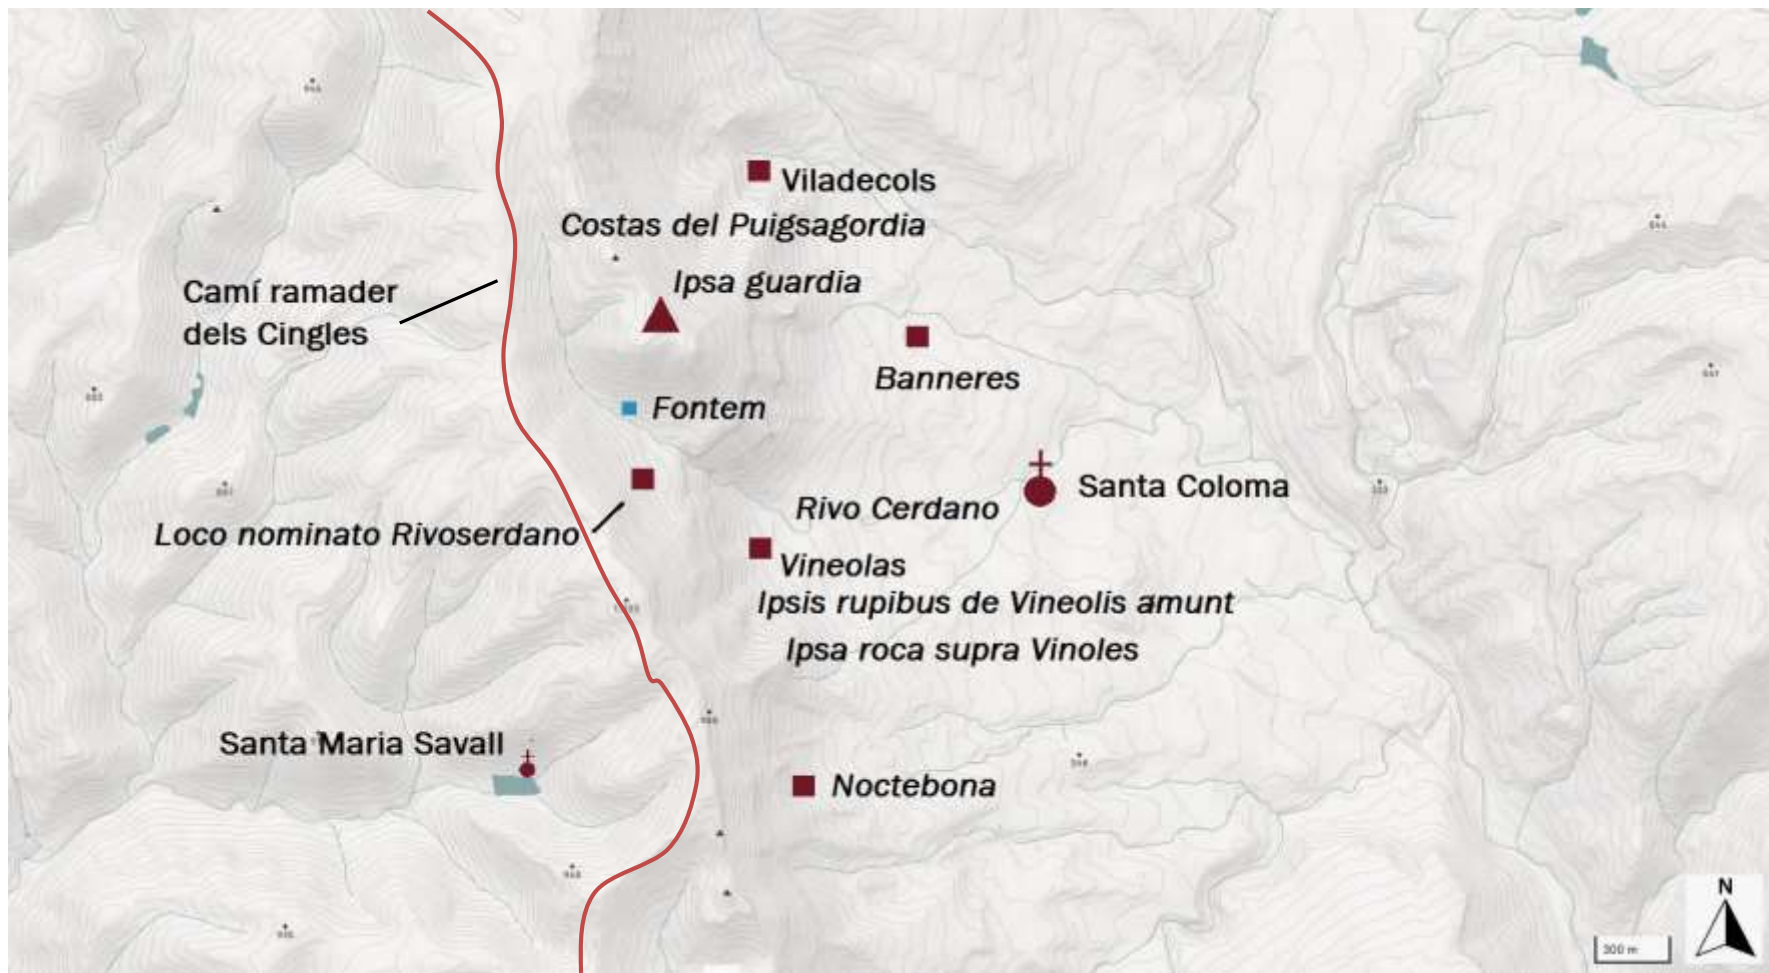 Viladecols
Costas del Puigsagordia
Ipsa guardia
Camí ramader
dels Cingles
Banneres
Fontem
Santa Coloma
Rivo Cerdano
Loco nominato Rivoserdano
Vineolas
Ipsis rupibus de Vineolis amunt
Ipsa roca supra Vinoles
Santa Maria Savall
Noctebona
N
300 m